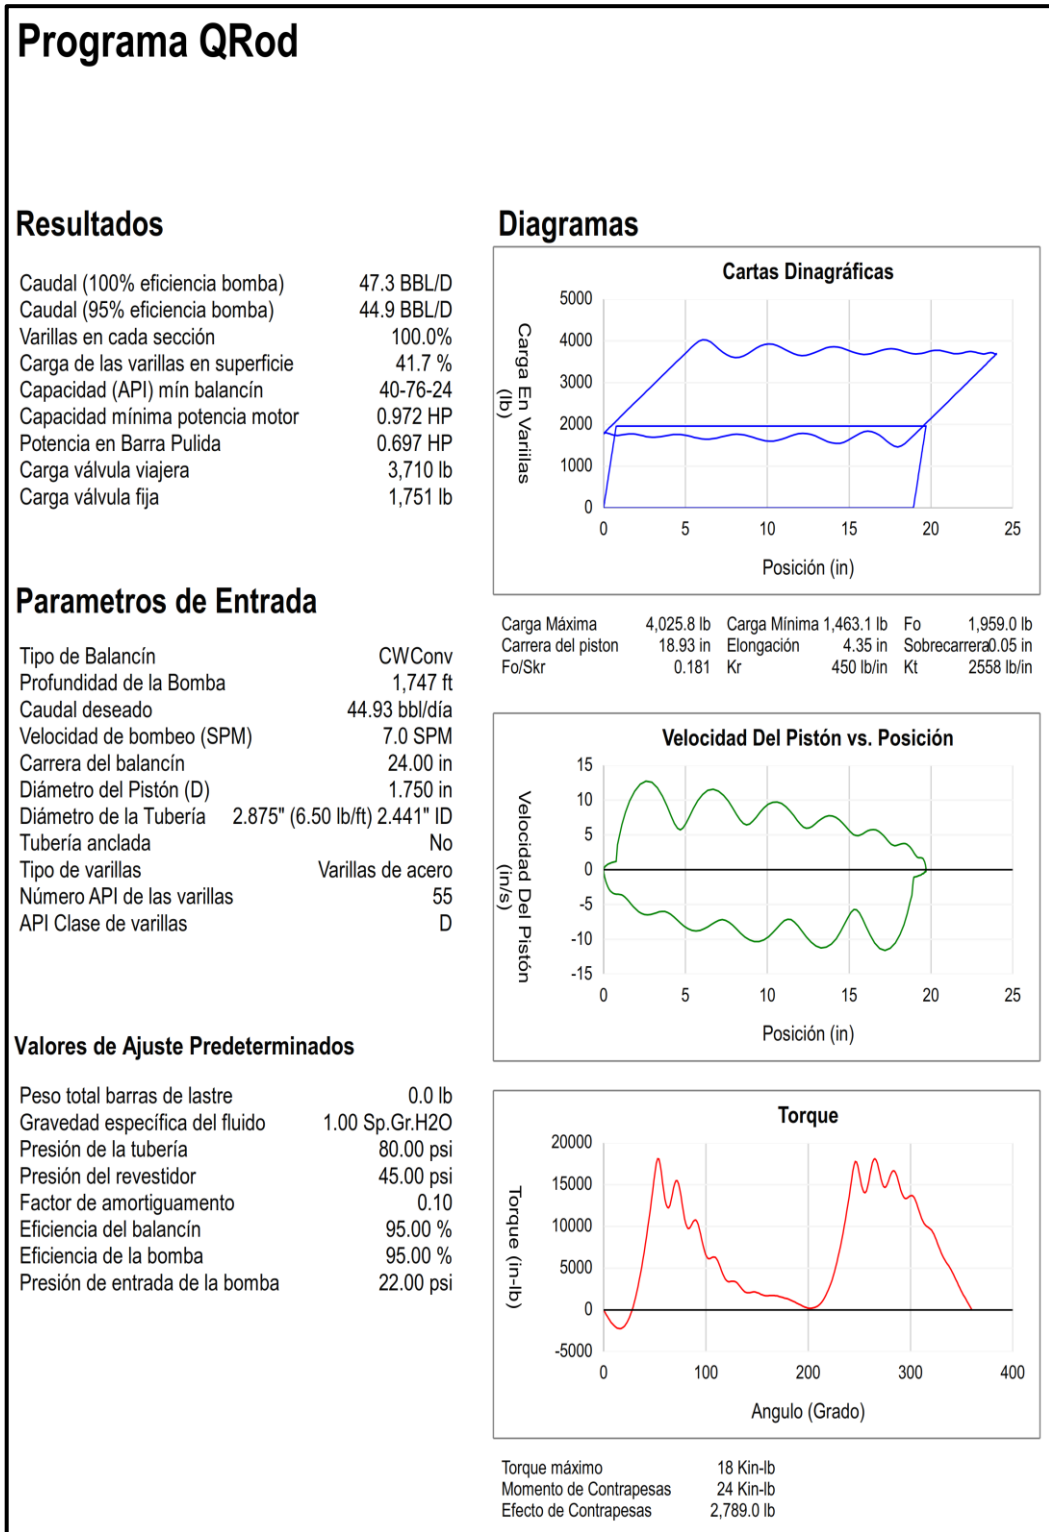 Programa QRod
Resultados
Caudal (100% eficiencia bomba) 47.3 BBL/D
Caudal (95% eficiencia bomba) 44.9 BBL/D
Varillas en cada sección 100.0%
Carga de las varillas en superficie 41.7 %
Capacidad (API) mín balancín 40-76-24
Capacidad mínima potencia motor 0.972 HP
Potencia en Barra Pulida 0.697 HP
Carga válvula viajera 3,710 lb
Carga válvula fija 1,751 lb
Parametros de Entrada
Tipo de Balancín CWConv
Profundidad de la Bomba 1,747 ft
Caudal deseado 44.93 bbl/día
Velocidad de bombeo (SPM) 7.0 SPM
Carrera del balancín 24.00 in
Diámetro del Pistón (D) 1.750 in
Diámetro de la Tubería 2.875" (6.50 lb/ft) 2.441" ID
Tubería anclada No
Tipo de varillas Varillas de acero
Número API de las varillas 55
API Clase de varillas D
Valores de Ajuste Predeterminados
Peso total barras de lastre 0.0 lb
Gravedad específica del fluido 1.00 Sp.Gr.H2O
Presión de la tubería 80.00 psi
Presión del revestidor 45.00 psi
Factor de amortiguamento 0.10
Eficiencia del balancín 95.00 %
Eficiencia de la bomba 95.00 %
Presión de entrada de la bomba 22.00 psi
Diagramas
Cartas Dinagráficas
Carga En Variilas
(lb)
5000
4000
3000
2000
1000
0
0 5 10 15 20 25
Posición (in)
Carga Máxima 4,025.8 lb Carga Mínima 1,463.1 lb Fo 1,959.0 lb
Carrera del piston 18.93 in Elongación 4.35 in Sobrecarrera 0.05 in
Fo/Skr 0.181 Kr 450 lb/in Kt 2558 lb/in
Velocidad Del Pistón vs. Posición
Velocidad Del Pistón
(in/s)
15
10
5
0
-5
-10
-15
0 5 10 15 20 25
Posición (in)
Torque
Torque (in-lb)
20000
15000
10000
5000
0
-5000
0 100 200 300 400
Angulo (Grado)
Torque máximo 18 Kin-lb
Momento de Contrapesas 24 Kin-lb
Efecto de Contrapesas 2,789.0 lb